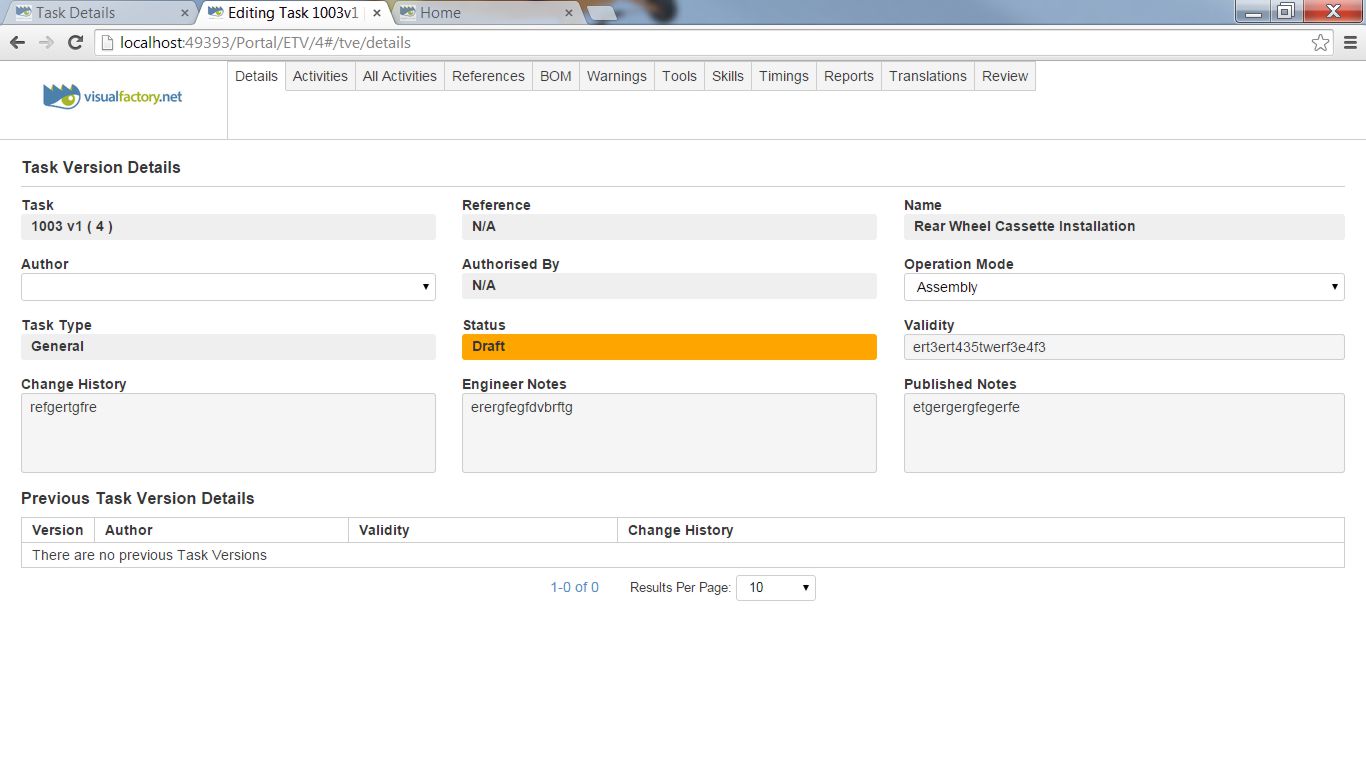 Task Details
Editing Task 1003v1
Home
localhost:49393/Portal/ETV/4#/tve/details
visualfactory.net
Details Activities All Activities References BOM Warnings Tools Skills Timings Reports Translations Review
Task Version Details
Task Reference Name
1003 v1 ( 4 ) N/A Rear Wheel Cassette Installation
Author Authorised By Operation Mode
N/A Assembly
Task Type Status Validity
General Draft ert3ert435twerf3e4f3
Change History Engineer Notes Published Notes
refgertgfre erergfegfdvbrftg etgergergfegerfe
Previous Task Version Details
Version Author Validity Change History
There are no previous Task Versions
1-0 of 0 Results Per Page: 10